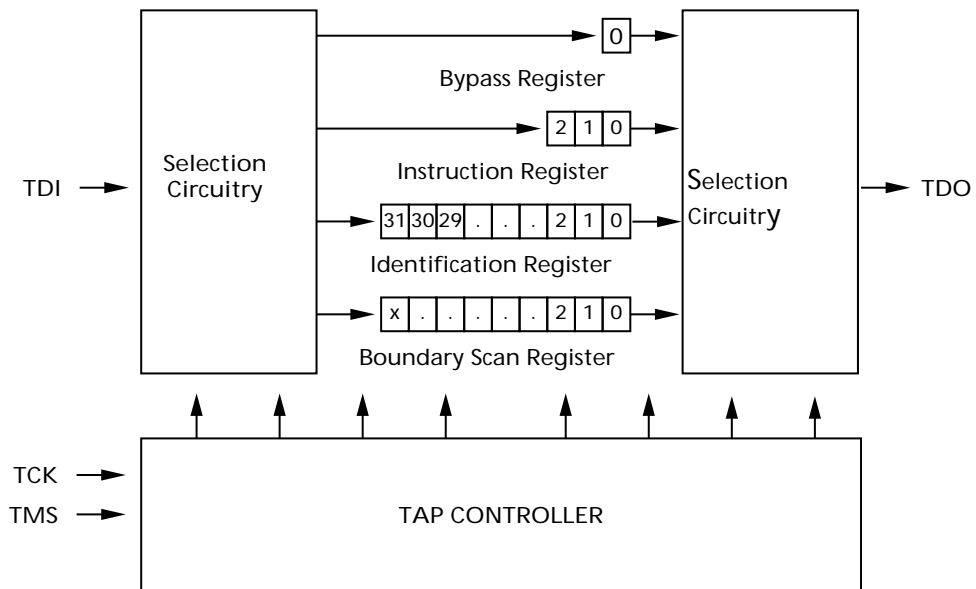 0
Bypass Register
2 1 0
Instruction Register
Selection
Circuitry
TDI
Selection
Circuitry
TDO
31 30 29 . . . 2 1 0
Identification Register
x . . . . . 2 1 0
Boundary Scan Register
TCK
TMS
TAP CONTROLLER